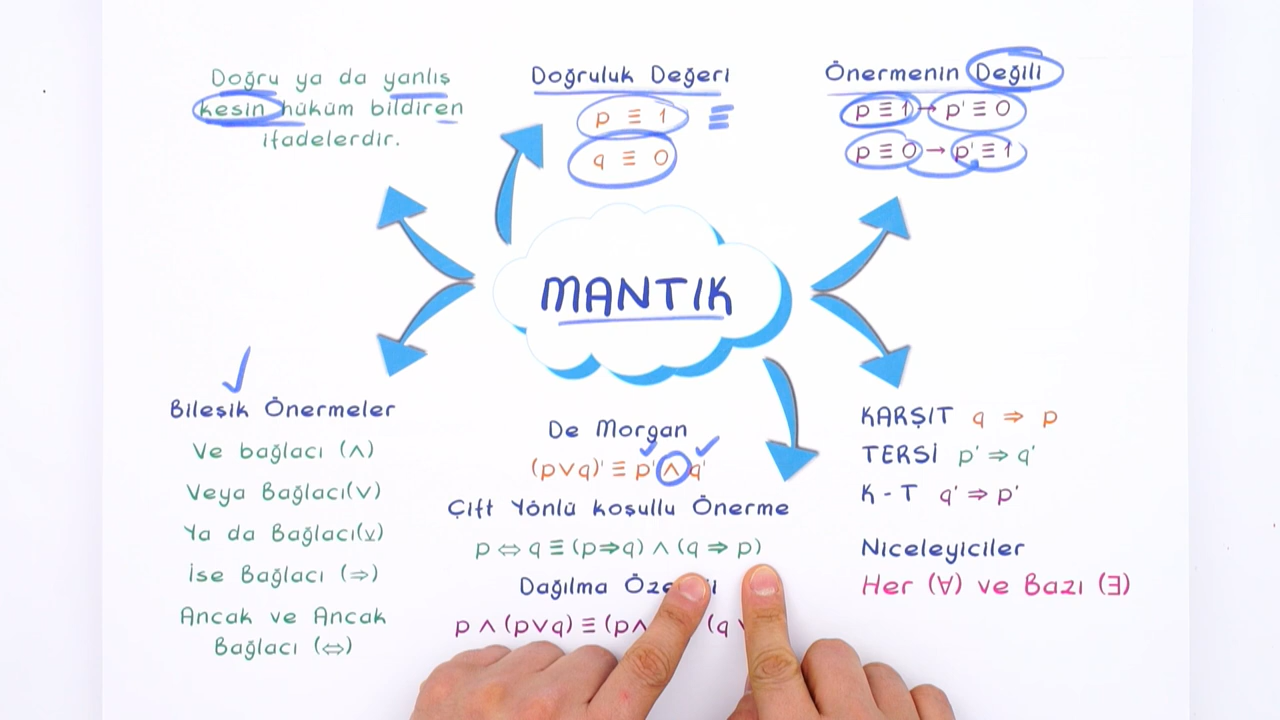 Doğru ya da yanlış
kesin hüküm bildiren
ifadelerdir.
Doğruluk Değeri
p ≡ 1
q ≡ 0
Önermenin Değili
p ≡ 1 → p' ≡ 0
p ≡ 0 → p' ≡ 1
MANTIK
Bileşik Önermeler
Ve bağlacı (∧)
Veya Bağlacı(∨)
Ya da Bağlacı(⊻)
İse Bağlacı (⇒)
Ancak ve Ancak
Bağlacı (⇔)
De Morgan
(p∨q)' ≡ p' ∧ q'
Çift Yönlü koşullu Önerme
p ⇔ q ≡ (p⇒q) ∧ (q ⇒ p)
Dağılma
p ∧ (p∨q) ≡ (p∧ (q
KARŞIT q ⇒ p
TERSİ p' ⇒ q'
K - T q' ⇒ p'
Niceleyiciler
Her (∀) ve Bazı (∃)